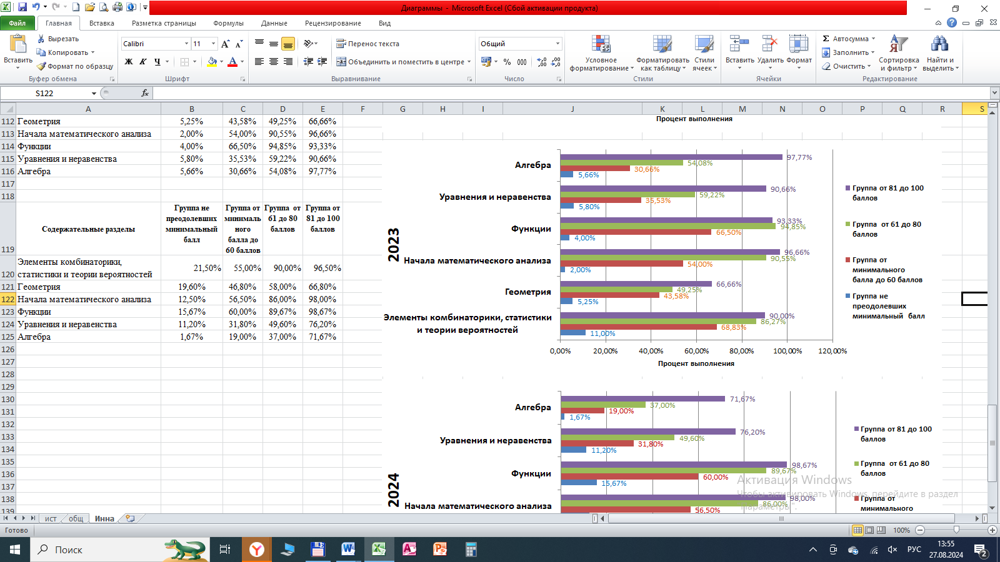 Диаграммы - Microsoft Excel (Сбой активации продукта)
Файл Главная Вставка Разметка страницы Формулы Данные Рецензирование Вид
Вставить
Вырезать
Копировать
Формат по образцу
Буфер обмена
Calibri 11
Ж К Ч
Шрифт
Перенос текста
Объединить и поместить в центре
Выравнивание
Общий
% 000
Число
Условное форматирование
Форматировать как таблицу
Стили ячеек
Стили
Вставить Удалить Формат
Ячейки
Σ Автосумма
Заполнить
Очистить
Сортировка и фильтр
Найти и выделить
Редактирование
S122 fx
A B C D E F G H I J K L M N O P Q R S
112 Геометрия 5,25% 43,58% 49,25% 66,66%
113 Начала математического анализа 2,00% 54,00% 90,55% 96,66%
114 Функции 4,00% 66,50% 94,85% 93,33%
115 Уравнения и неравенства 5,80% 35,53% 59,22% 90,66%
116 Алгебра 5,66% 30,66% 54,08% 97,77%
117
118
119 Содержательные разделы
Группа не преодолевших минимальный балл
Группа от минималь ного балла до 60 баллов
Группа от 61 до 80 баллов
Группа от 81 до 100 баллов
120 Элементы комбинаторики, статистики и теории вероятностей 21,50% 55,00% 90,00% 96,50%
121 Геометрия 19,60% 46,80% 58,00% 66,80%
122 Начала математического анализа 12,50% 56,50% 86,00% 98,00%
123 Функции 15,67% 60,00% 89,67% 98,67%
124 Уравнения и неравенства 11,20% 31,80% 49,60% 76,20%
125 Алгебра 1,67% 19,00% 37,00% 71,67%
126
127
128
129
130
131
132
133
134
135
136
137
138
139
Процент выполнения
2023
Алгебра 97,77% 54,08% 30,66% 5,66%
Уравнения и неравенства 90,66% 59,22% 35,53% 5,80%
Функции 93,33% 94,85% 66,50% 4,00%
Начала математического анализа 96,66% 90,55% 54,00% 2,00%
Геометрия 66,66% 49,25% 43,58% 5,25%
Элементы комбинаторики, статистики
и теории вероятностей 90,00% 86,27% 68,83% 11,00%
0,00% 20,00% 40,00% 60,00% 80,00% 100,00% 120,00%
Процент выполнения
Группа от 81 до 100
баллов
Группа от 61 до 80
баллов
Группа от
минимального
балла до 60 баллов
Группа не
преодолевших
минимальный балл
2024
Алгебра 71,67% 37,00% 19,00% 1,67%
Уравнения и неравенства 76,20% 49,60% 31,80% 11,20%
Функции 98,67% 89,67% 60,00% 15,67%
Начала математического анализа 98,00% 86,00% 56,50%
Группа от 81 до 100
баллов
Группа от 61 до 80
баллов
Группа от
минимального
Активация Windows
Чтобы активировать Windows, перейдите в раздел
"Параметры".
ист общ Инна
Готово 100%
Поиск
РУС
13:55
27.08.2024
2